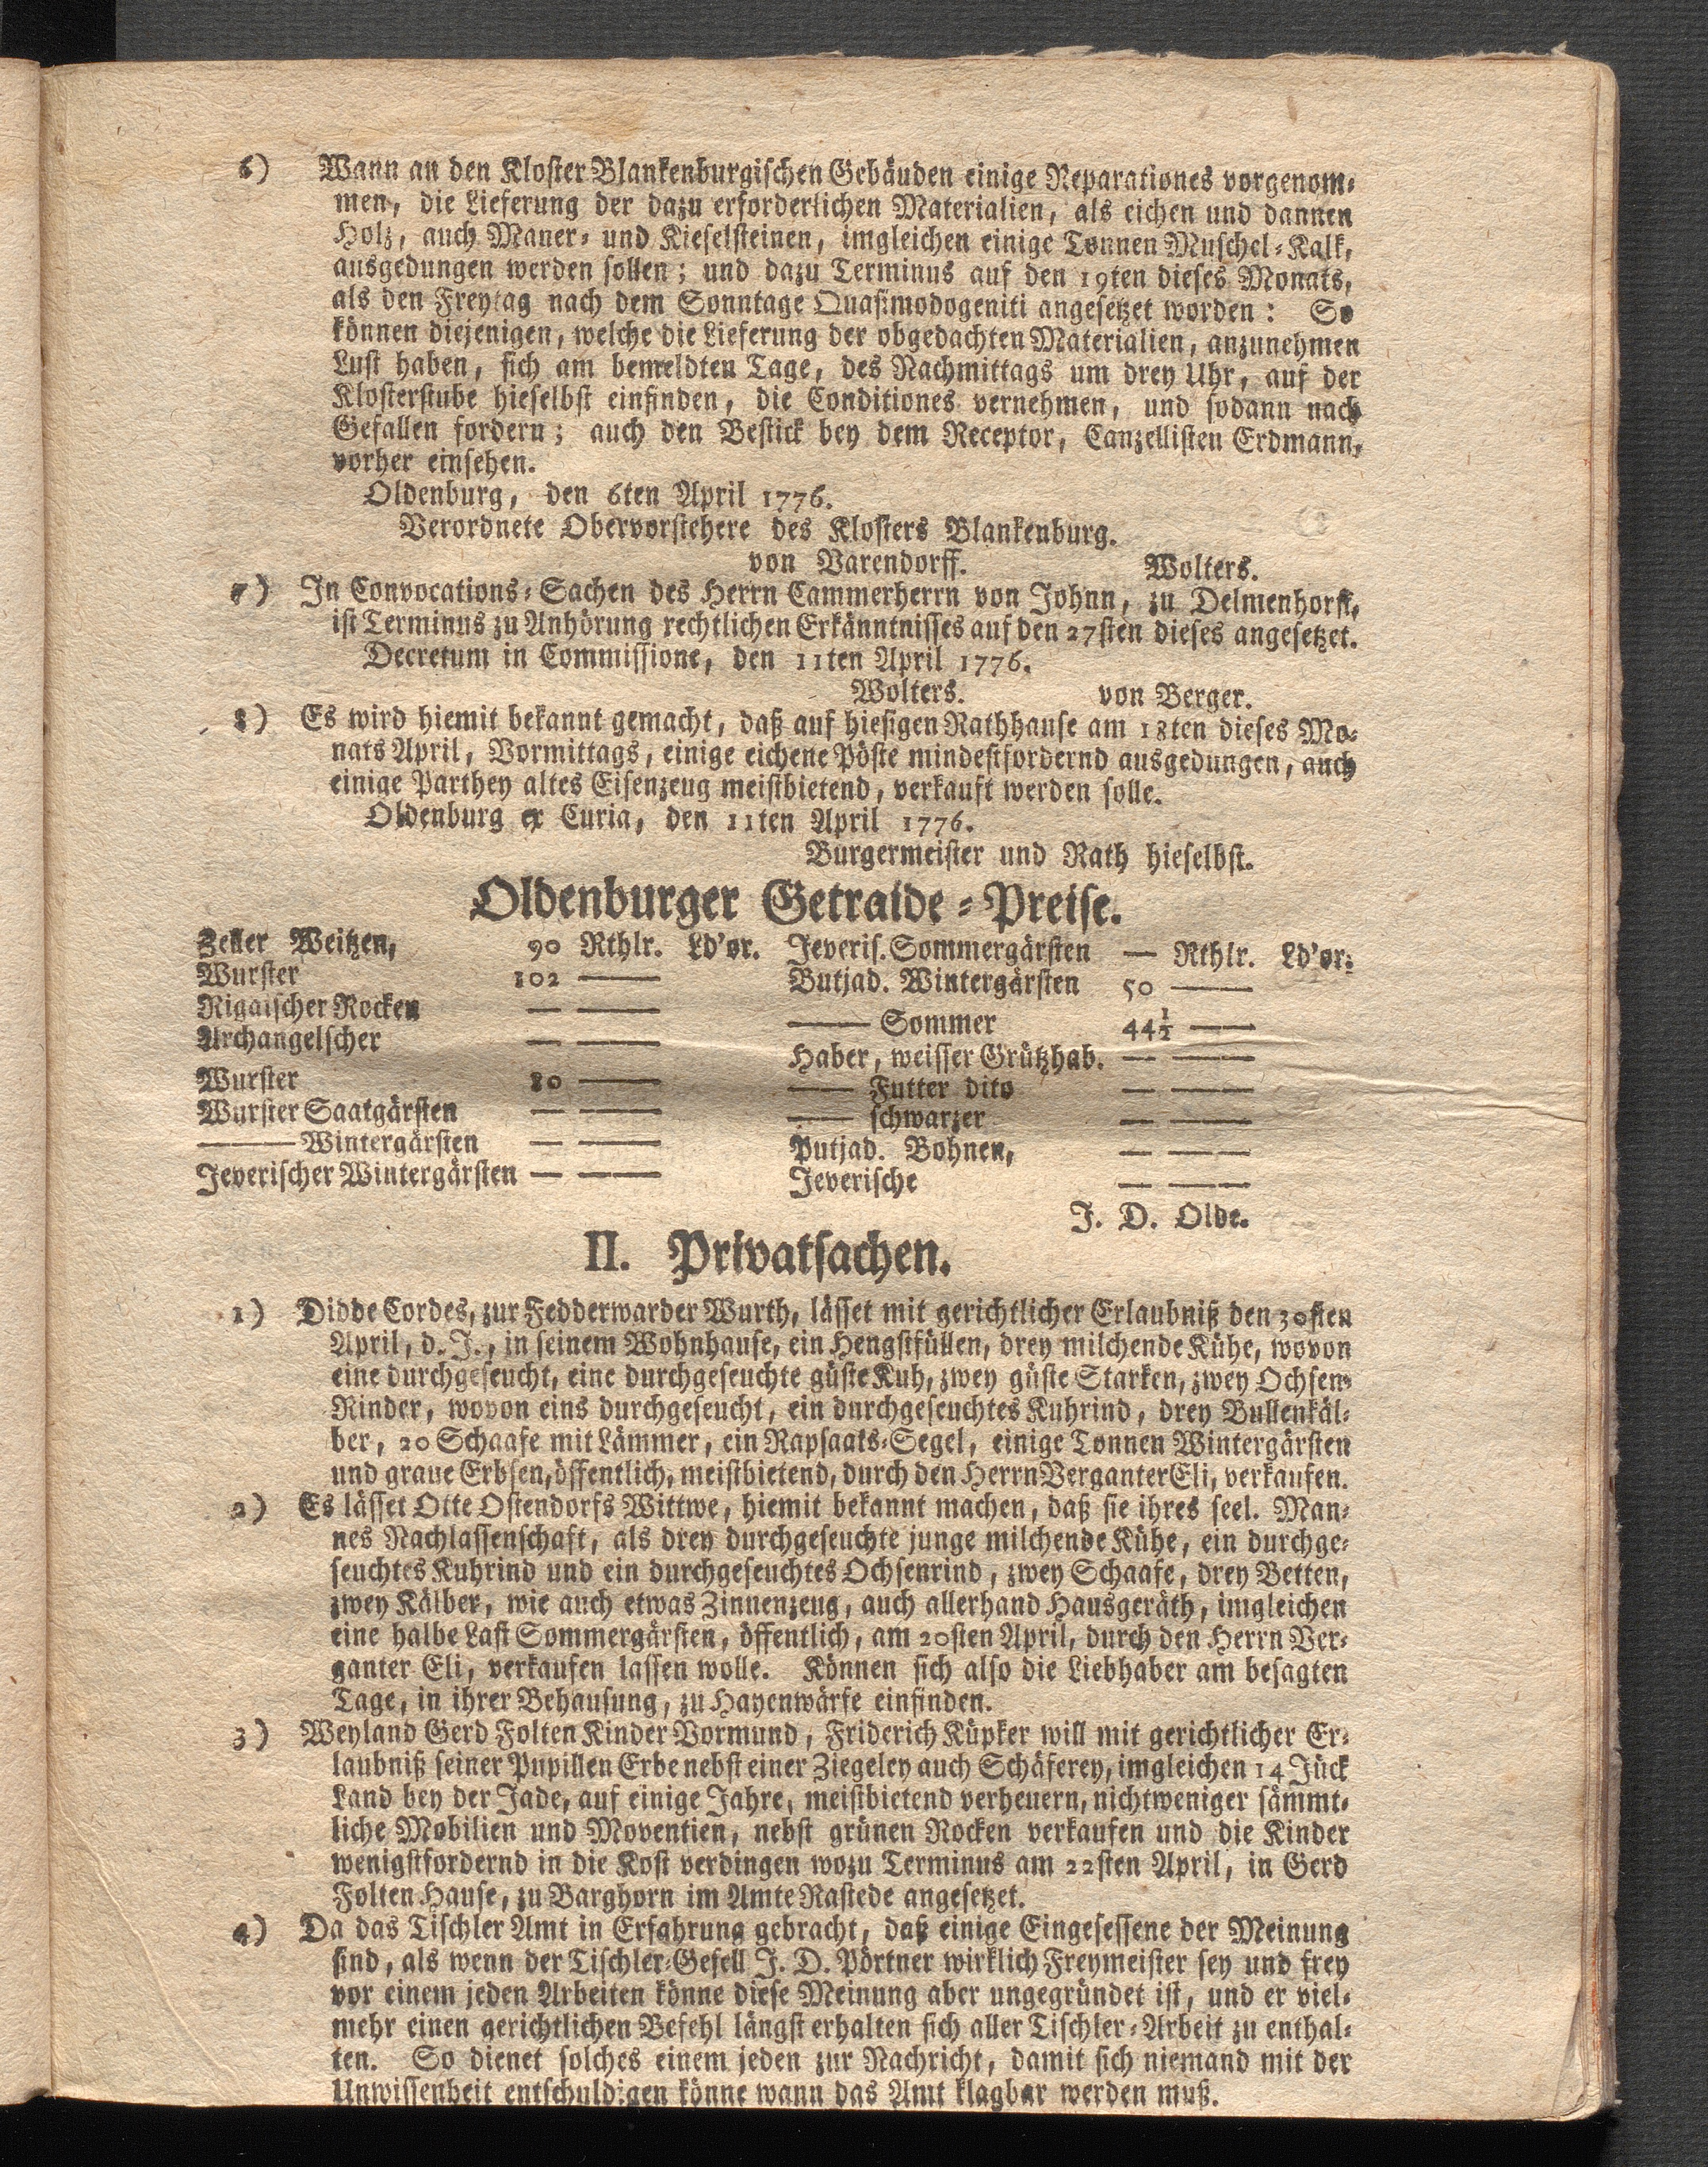 6) Wann an den Kloster Blankenburgischen Gebäuden einige Reparationes vorgenom-
men, die Lieferung der dazu erforderlichen Materialien, als eichen und dannen
Holz, auch Maner- und Kieselsteinen, imgleichen einige Tonnen Muschel-Kalk,
ausgedungen werden sollen; und dazu Terminus auf den 19ten dieses Monats,
als den Freytag nach dem Sonntage Quasimodogeniti angesetzet worden: So
können diejenigen, welche die Lieferung der obgedachten Materialien, anzunehmen
Lust haben, sich am bemeldten Tage, des Nachmittags um drey Uhr, auf der
Klosterstube hieselbst einfinden, die Conditiones vernehmen, und sodann nach
Gefallen fordern; auch den Bestick bey dem Receptor, Canzellisten Erdmann,
vorher einsehen.
Oldenburg, den 6ten April 1776.
Verordnete Obervorstehere des Klosters Blankenburg.
von Varendorff. Wolters.
7) In Convocations-Sachen des Herrn Cammerherrn von Johnn, zu Delmenhorst,
ist Terminus zu Anhörung rechtlichen Erkänntnisses auf den 27sten dieses angesetzet.
Decretum in Commissione, den 11ten April 1776.
Wolters. von Berger.
8) Es wird hiemit bekannt gemacht, daß auf hiesigen Rathhause am 18ten dieses Mo-
nats April, Vormittags, einige eichene Pöste mindestfordernd ausgedungen, auch
einige Parthey altes Eisenzeug meistbietend, verkauft werden solle.
Oldenburg ex Curia, den 11ten April 1776.
Burgermeister und Rath hieselbst.
Oldenburger Getraide-Preise.
Zeller Weitzen, 90 Rthlr. Ld'or. Jeveris. Sommergärsten — Rthlr. Ld'or.
Wurster 102 —— Butjad. Wintergärsten 50 ——
Rigaischer Rocken — —— —— Sommer 44½ ——
Archangelscher — —— Haber, weisser Grützhab. — ——
Wurster 80 —— —— Futter dito — ——
Wurster Saatgärsten — —— —— schwarzer — ——
—— Wintergärsten — —— Putjad. Bohnen, — ——
Jeverischer Wintergärsten — —— Jeverische — ——
J. D. Olde.
II. Privatsachen.
1) Didde Cordes, zur Fedderwarder Wurth, lässet mit gerichtlicher Erlaubniß den 30sten
April, d. J., in seinem Wohnhause, ein Hengstfüllen, drey milchende Kühe, wovon
eine durchgeseucht, eine durchgeseuchte güste Kuh, zwey güste Starken, zwey Ochsen-
Rinder, wovon eins durchgeseucht, ein durchgeseuchtes Kuhrind, drey Bullenkäl-
ber, 20 Schaafe mit Lämmer, ein Rapsaats-Segel, einige Tonnen Wintergärsten
und graue Erbsen, öffentlich, meistbietend, durch den Herrn Verganter Eli, verkaufen.
2) Es lässet Otte Ostendorfs Wittwe, hiemit bekannt machen, daß sie ihres seel. Man-
nes Nachlassenschaft, als drey durchgeseuchte junge milchende Kühe, ein durchge-
seuchtes Kuhrind und ein durchgeseuchtes Ochsenrind, zwey Schaafe, drey Betten,
zwey Kälber, wie auch etwas Zinnenzeug, auch allerhand Hausgeräth, imgleichen
eine halbe Last Sommergärsten, öffentlich, am 20sten April, durch den Herrn Ver-
ganter Eli, verkaufen lassen wolle. Können sich also die Liebhaber am besagten
Tage, in ihrer Behausung, zu Hayenwärfe einfinden.
3) Weyland Gerd Folten Kinder Vormund, Friderich Küpker will mit gerichtlicher Er-
laubniß seiner Pupillen Erbe nebst einer Ziegeley auch Schäferey, imgleichen 14 Jück
Land bey der Jade, auf einige Jahre, meistbietend verheuern, nichtweniger sämmt-
liche Mobilien und Moventien, nebst grünen Rocken verkaufen und die Kinder
wenigstfordernd in die Kost verdingen wozu Terminus am 22sten April, in Gerd
Folten Hause, zu Barghorn im Amte Rastede angesetzet.
4) Da das Tischler Amt in Erfahrung gebracht, daß einige Eingesessene der Meinung
sind, als wenn der Tischler-Gesell J. D. Pörtner wirklich Freymeister sey und frey
vor einem jeden Arbeiten könne diese Meinung aber ungegründet ist, und er viel-
mehr einen gerichtlichen Befehl längst erhalten sich aller Tischler-Arbeit zu enthal-
ten. So dienet solches einem jeden zur Nachricht, damit sich niemand mit der
Unwissenheit entschuldigen könne wann das Amt klagbar werden muß.